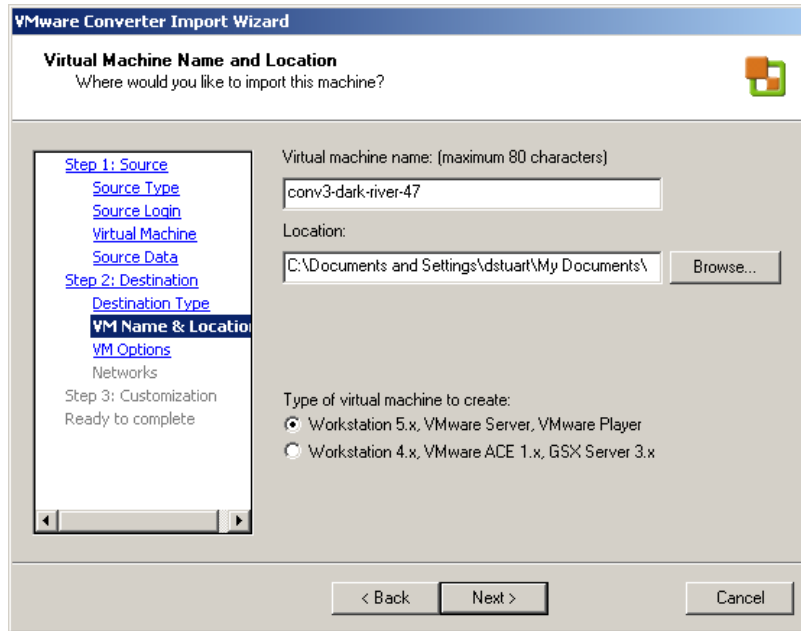 VMware Converter Import Wizard
Virtual Machine Name and Location
Where would you like to import this machine?
Step 1: Source
Source Type
Source Login
Virtual Machine
Source Data
Step 2: Destination
Destination Type
VM Name & Locatio
VM Options
Networks
Step 3: Customization
Ready to complete
Virtual machine name: (maximum 80 characters)
conv3-dark-river-47
Location:
C:\Documents and Settings\dstuart\My Documents\
Browse...
Type of virtual machine to create:
Workstation 5.x, VMware Server, VMware Player
Workstation 4.x, VMware ACE 1.x, GSX Server 3.x
< Back
Next >
Cancel